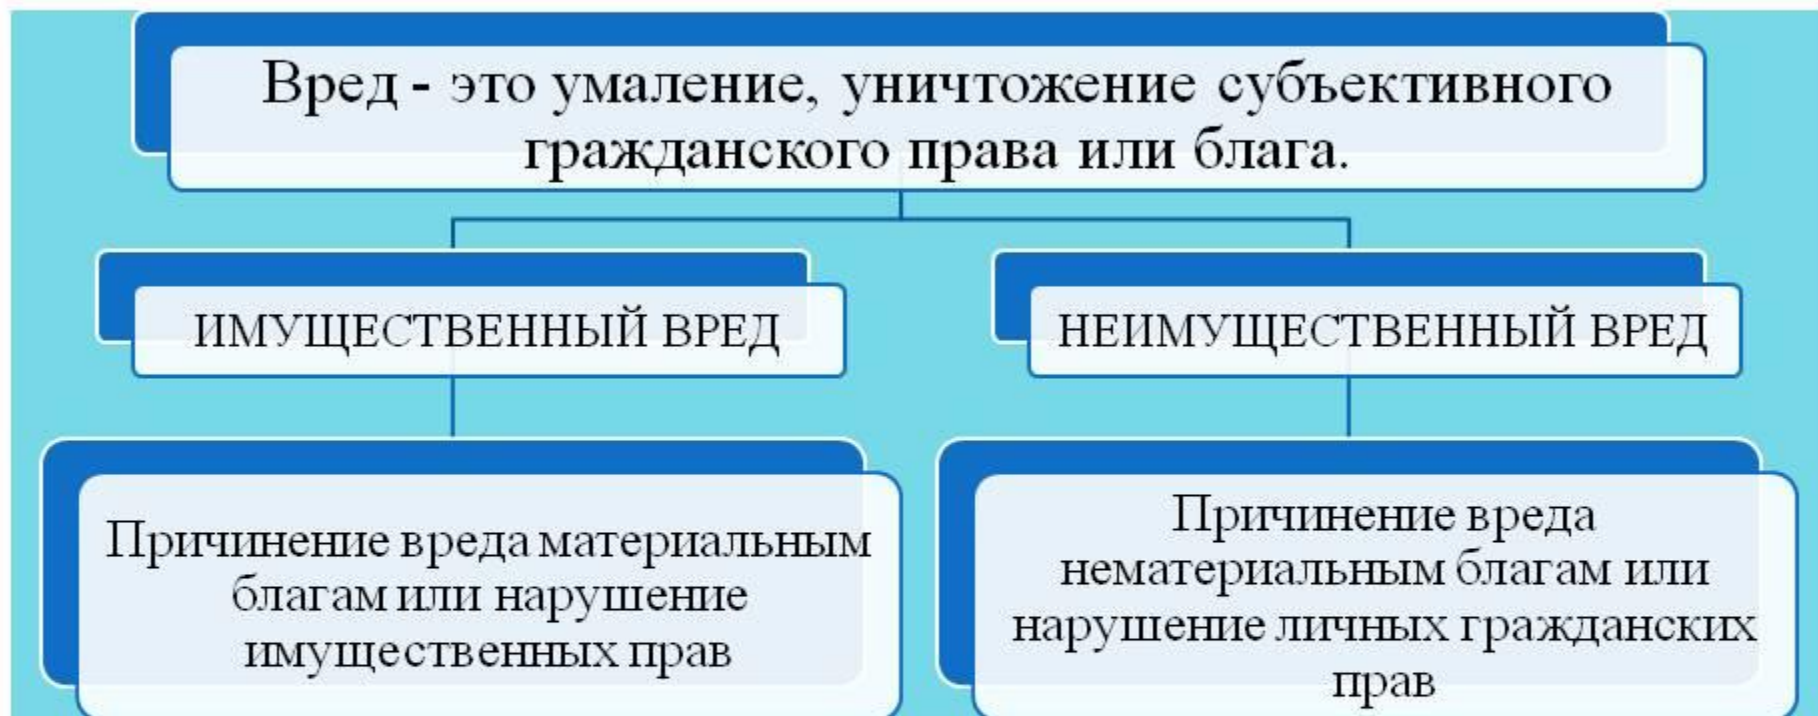 Вред - это умаление, уничтожение субъективного
гражданского права или блага.
ИМУЩЕСТВЕННЫЙ ВРЕД
НЕИМУЩЕСТВЕННЫЙ ВРЕД
Причинение вреда материальным
благам или нарушение
имущественных прав
Причинение вреда
нематериальным благам или
нарушение личных гражданских
прав